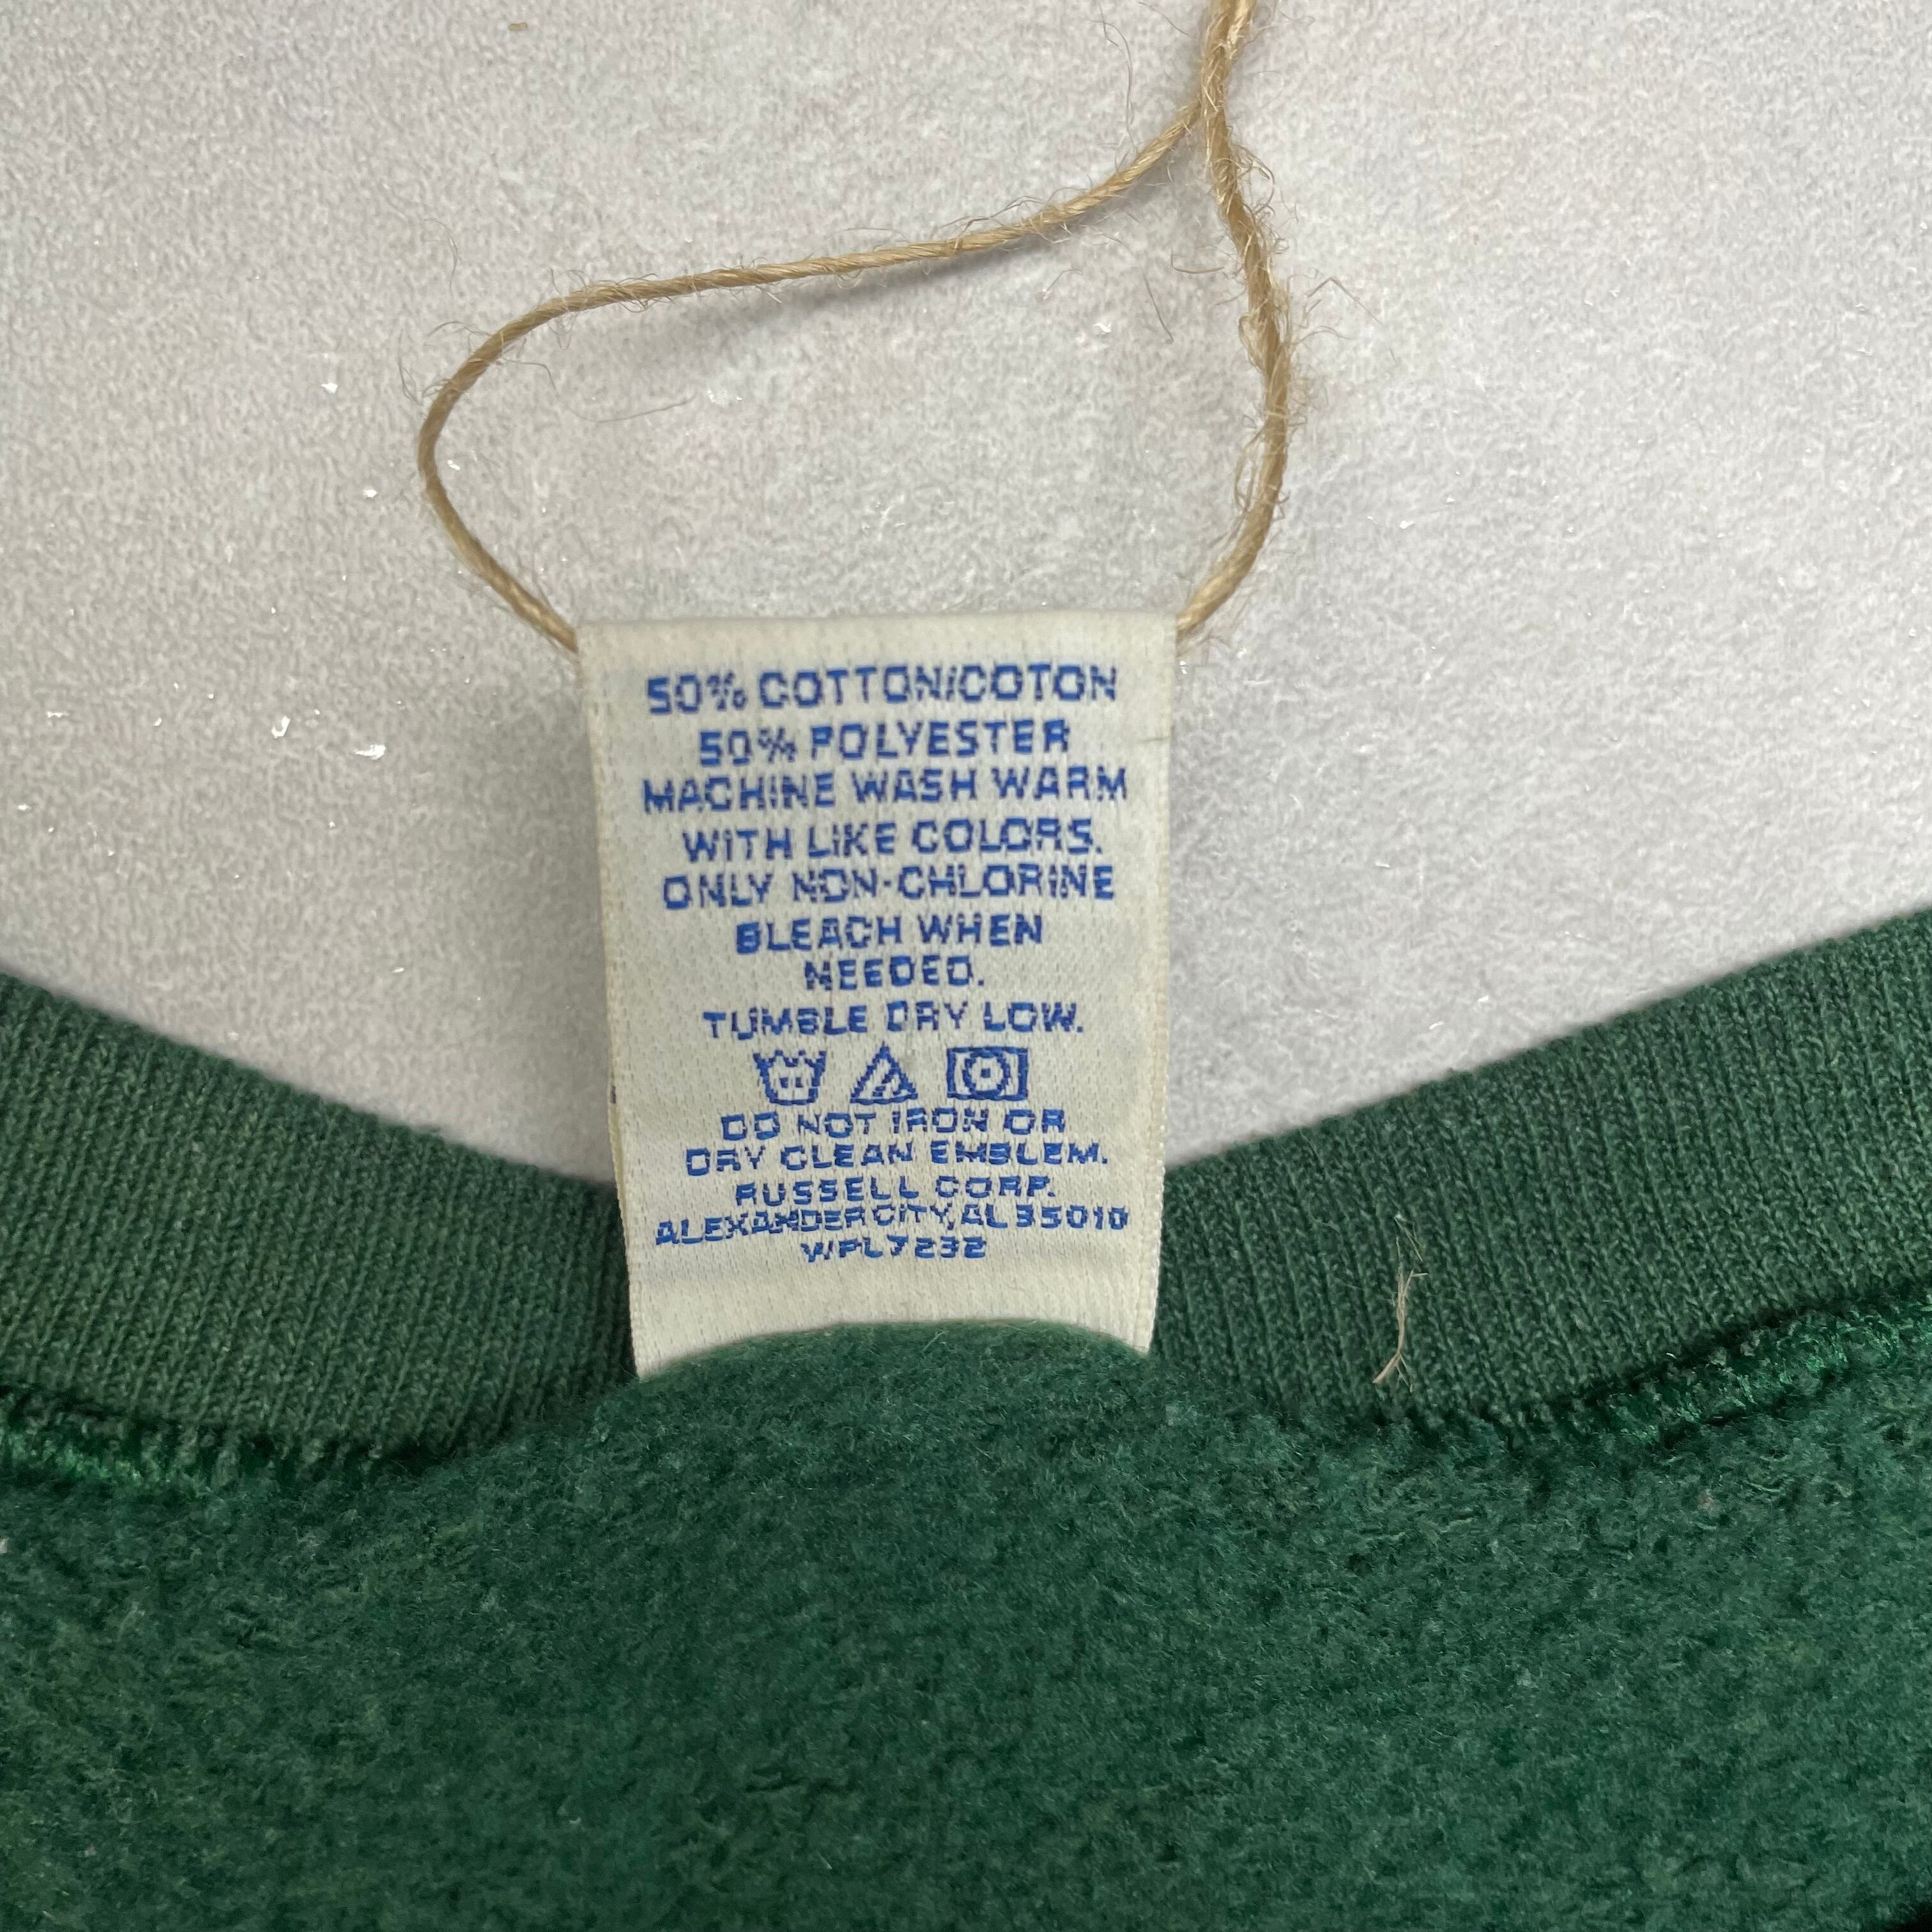 50% COTTON/COTON
50% POLYESTER
MACHINE WASH WARM
WITH LIKE COLORS.
ONLY NON-CHLORINE
BLEACH WHEN
NEEDED.
TUMBLE DRY LOW.
DO NOT IRON OR
DRY CLEAN EMBLEM.
RUSSELL CORP.
ALEXANDER CITY, AL 35010
WPL7232